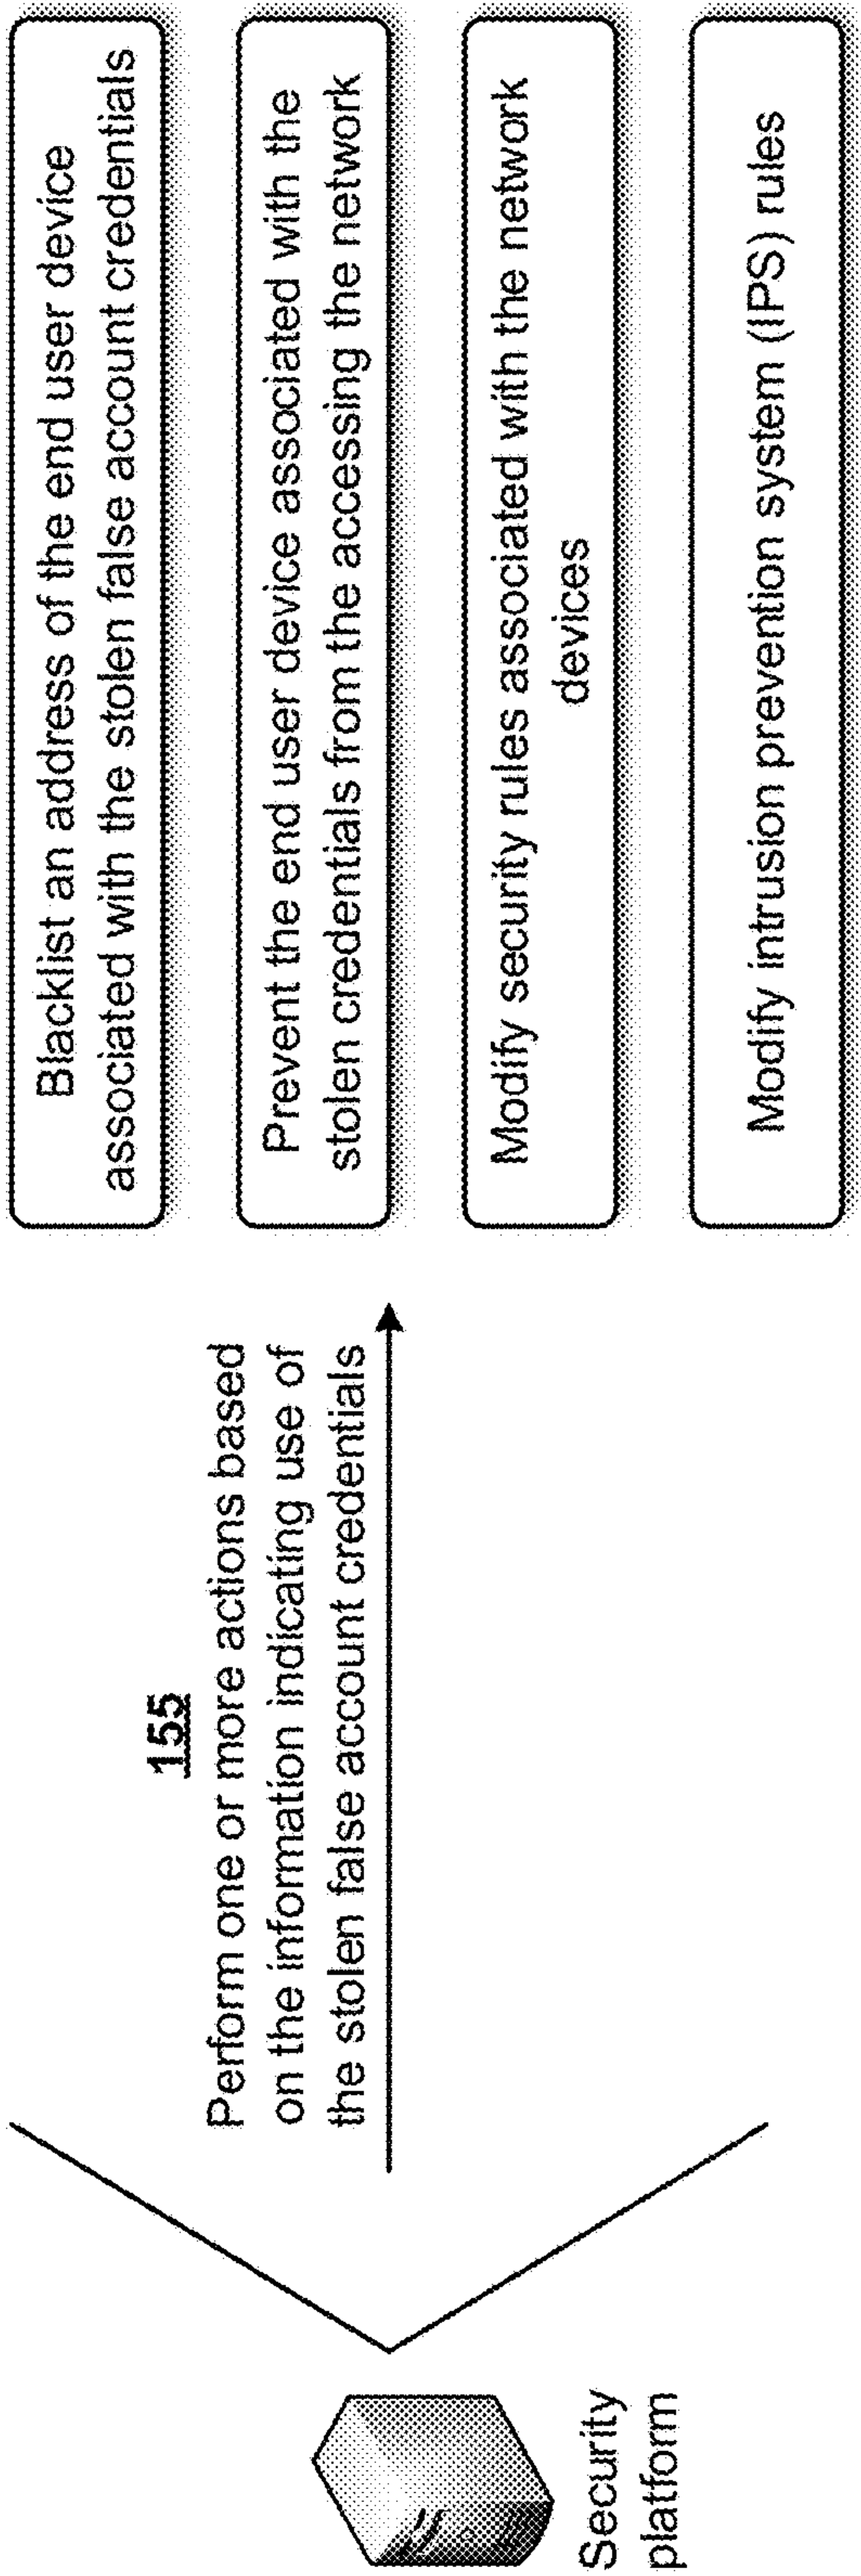 155
Perform one or more actions based
on the information indicating use of
the stolen false account credentials
Security
platform
Blacklist an address of the end user device
associated with the stolen false account credentials
Prevent the end user device associated with the
stolen credentials from the accessing the network
Modify security rules associated with the network
devices
Modify intrusion prevention system (IPS) rules